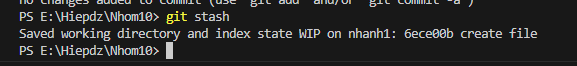 no changes added to commit (use "git add" and/or "git commit -a")
PS E:\Hiepdz\Nhom10> git stash
Saved working directory and index state WIP on nhanh1: 6ece00b create file
PS E:\Hiepdz\Nhom10>